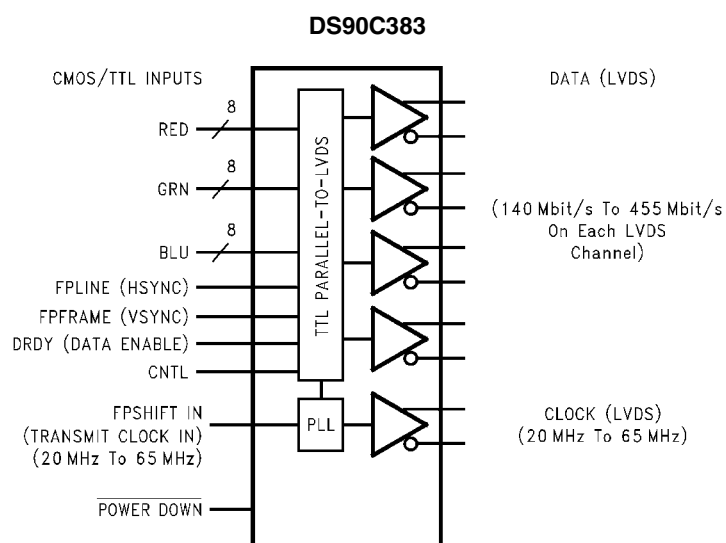 DS90C383
CMOS/TTL INPUTS
DATA (LVDS)
RED
8
GRN
8
BLU
8
FPLINE (HSYNC)
FPFRAME (VSYNC)
DRDY (DATA ENABLE)
CNTL
TTL PARALLEL-TO-LVDS
(140 Mbit/s To 455 Mbit/s
On Each LVDS
Channel)
FPSHIFT IN
(TRANSMIT CLOCK IN)
(20 MHz To 65 MHz)
PLL
CLOCK (LVDS)
(20 MHz To 65 MHz)
POWER DOWN